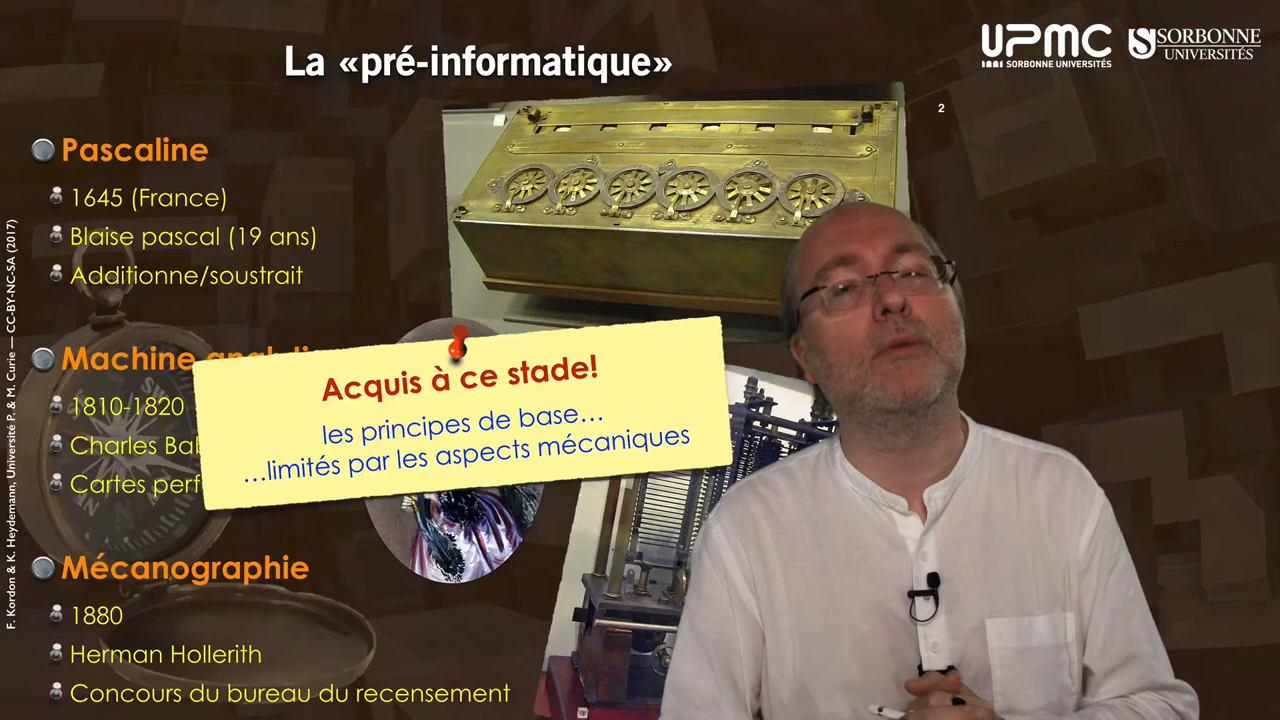 La «pré-informatique»
UPMC
SORBONNE UNIVERSITÉS
SORBONNE
UNIVERSITÉS
2
Pascaline
1645 (France)
Blaise pascal (19 ans)
Additionne/soustrait
Machine
1810-1820
Charles
Cartes
Acquis à ce stade!
les principes de base...
...limités par les aspects mécaniques
Mécanographie
1880
Herman Hollerith
Concours du bureau du recensement
F. Kordon & K. Heydemann, Université P. & M. Curie — CC-BY-NC-SA (2017)